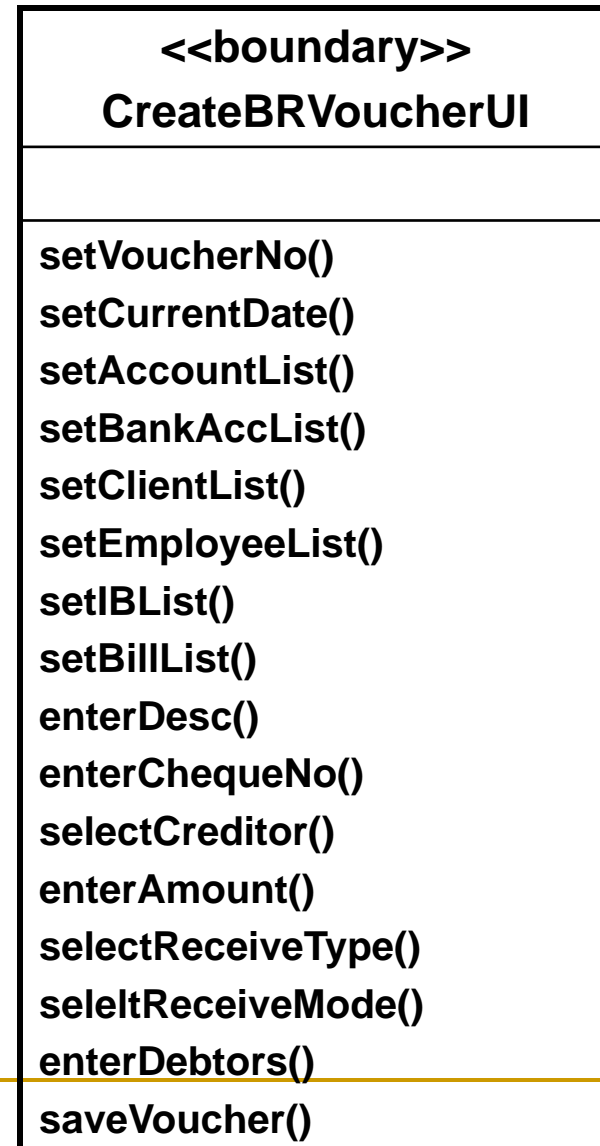 <<boundary>>
CreateBRVoucherUI
setVoucherNo()
setCurrentDate()
setAccountList()
setBankAccList()
setClientList()
setEmployeeList()
setIBList()
setBillList()
enterDesc()
enterChequeNo()
selectCreditor()
enterAmount()
selectReceiveType()
seleltReceiveMode()
enterDebtors()
saveVoucher()